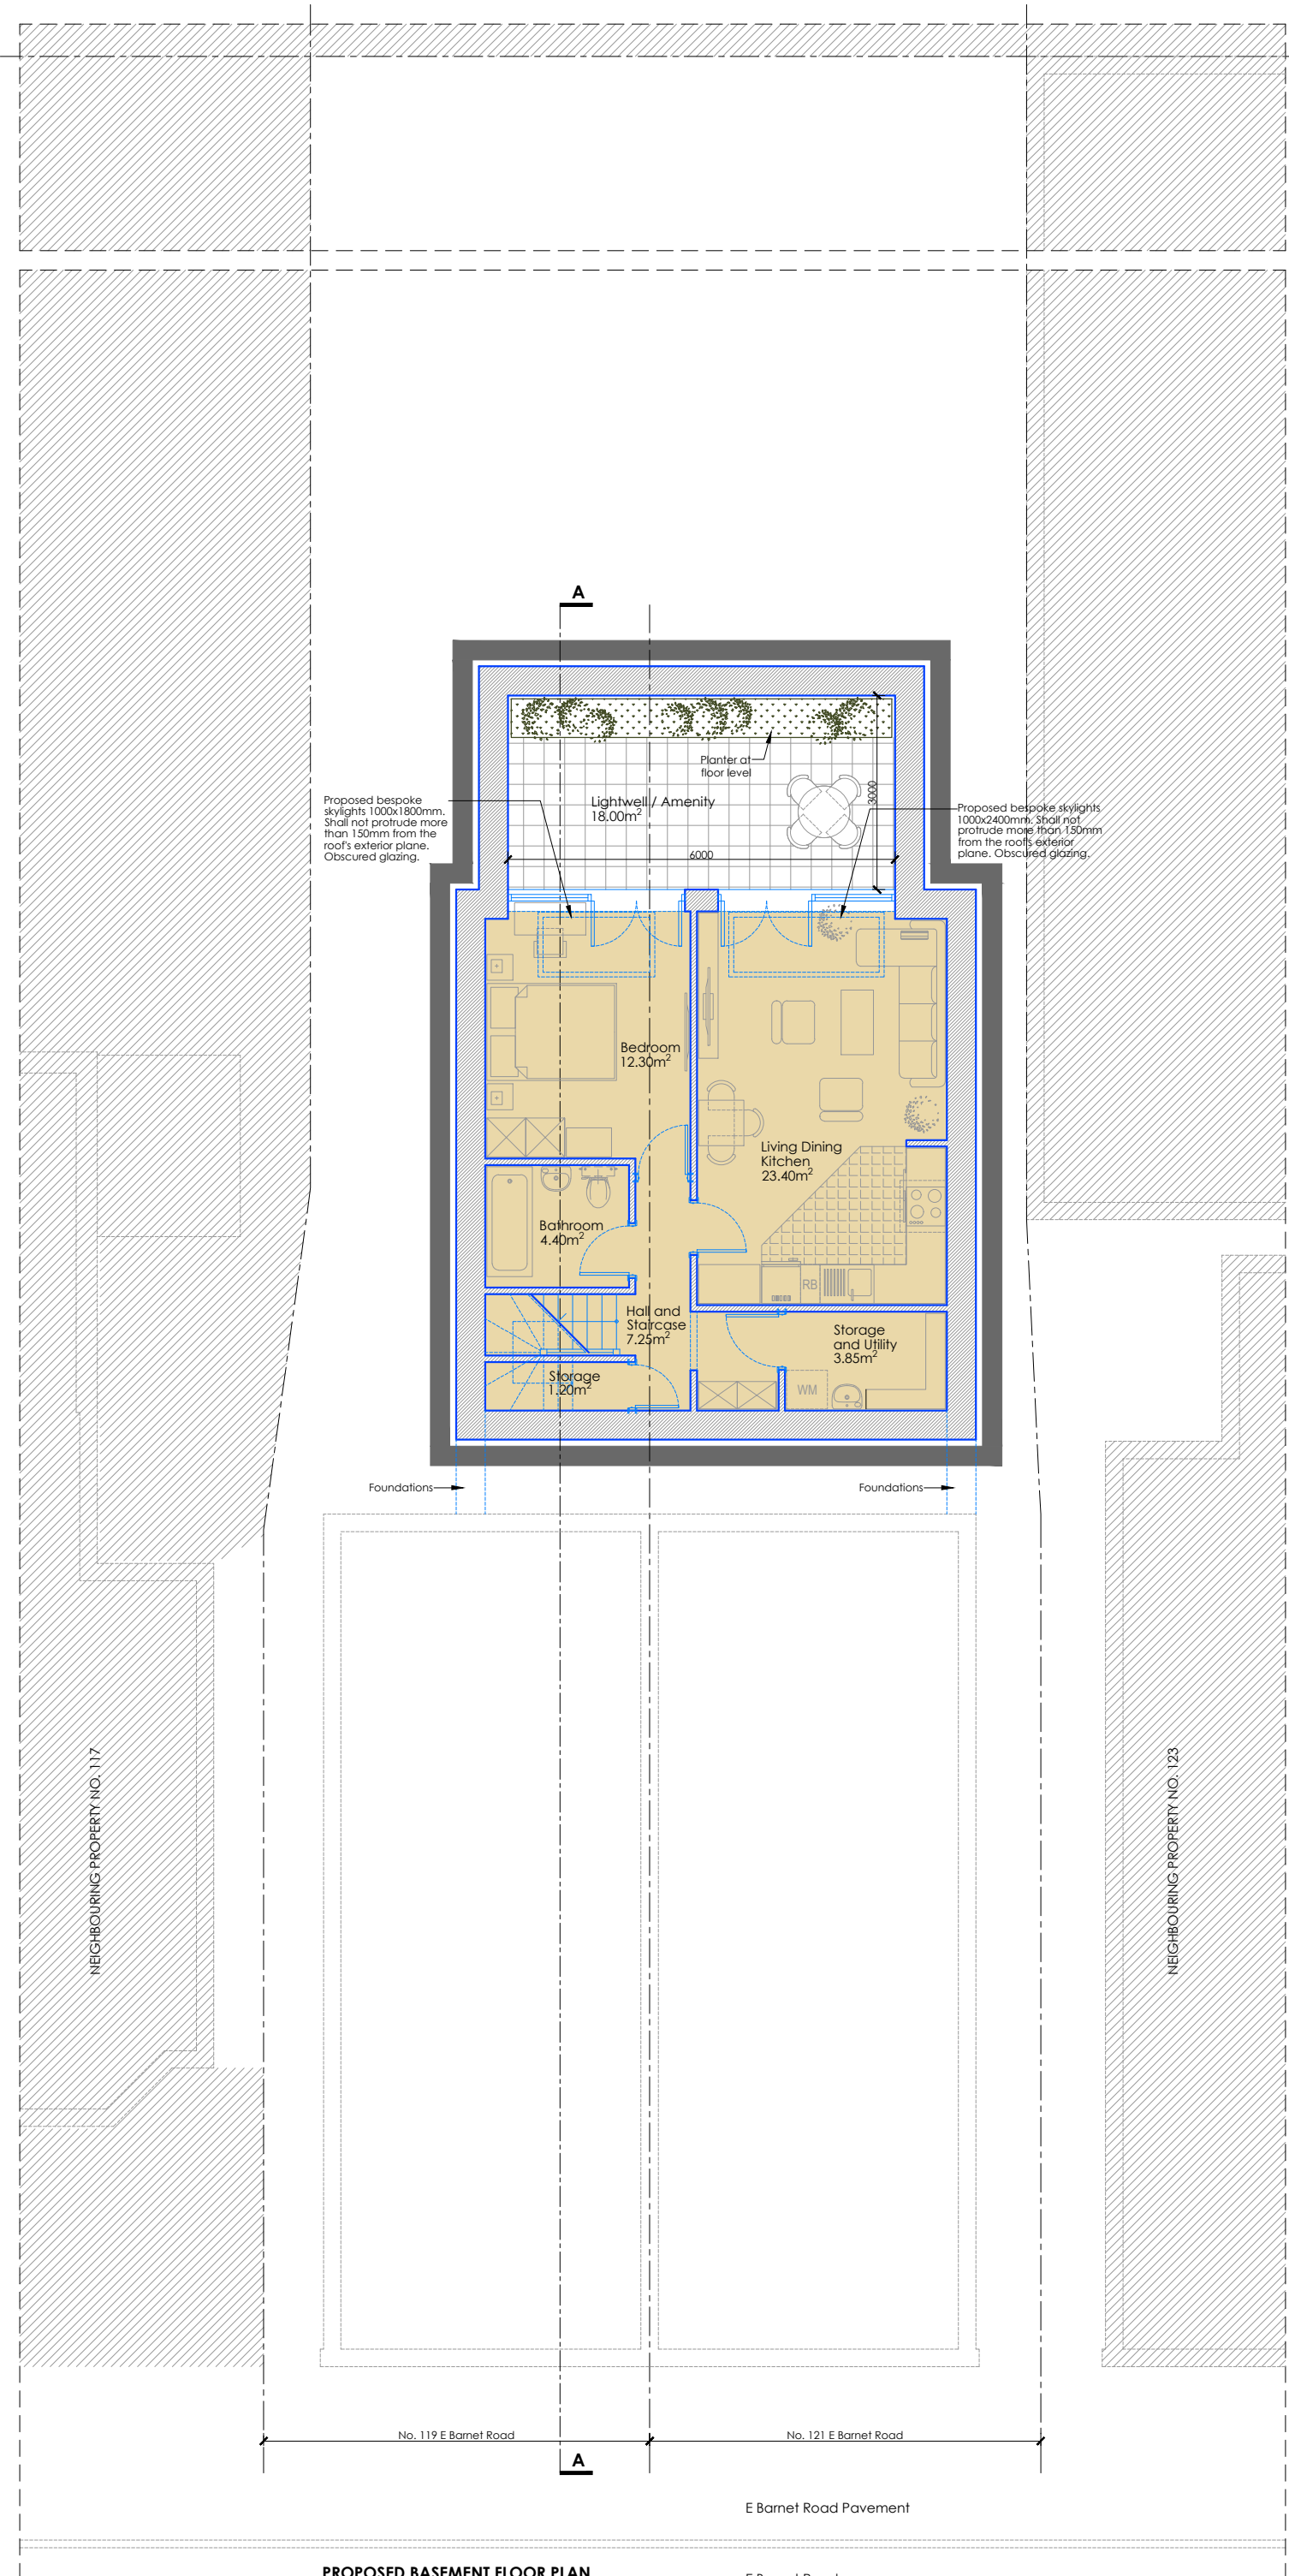 A
Planter at
floor level
Lightwell / Amenity
18.00m²
3000
Proposed bespoke
skylights 1000x1800mm.
Shall not protrude more
than 150mm from the
roof's exterior plane.
Obscured glazing.
Proposed bespoke skylights
1000x2400mm. Shall not
protrude more than 150mm
from the roof's exterior
plane. Obscured glazing.
6000
Bedroom
12.30m²
Living Dining
Kitchen
23.40m²
Bathroom
4.40m²
RB
Hall and
Staircase
7.25m²
Storage
and Utility
3.85m²
Storage
1.20m²
WM
Foundations
Foundations
NEIGHBOURING PROPERTY NO. 117
NEIGHBOURING PROPERTY NO. 123
No. 119 E Barnet Road
No. 121 E Barnet Road
A
E Barnet Road Pavement
PROPOSED BASEMENT FLOOR PLAN